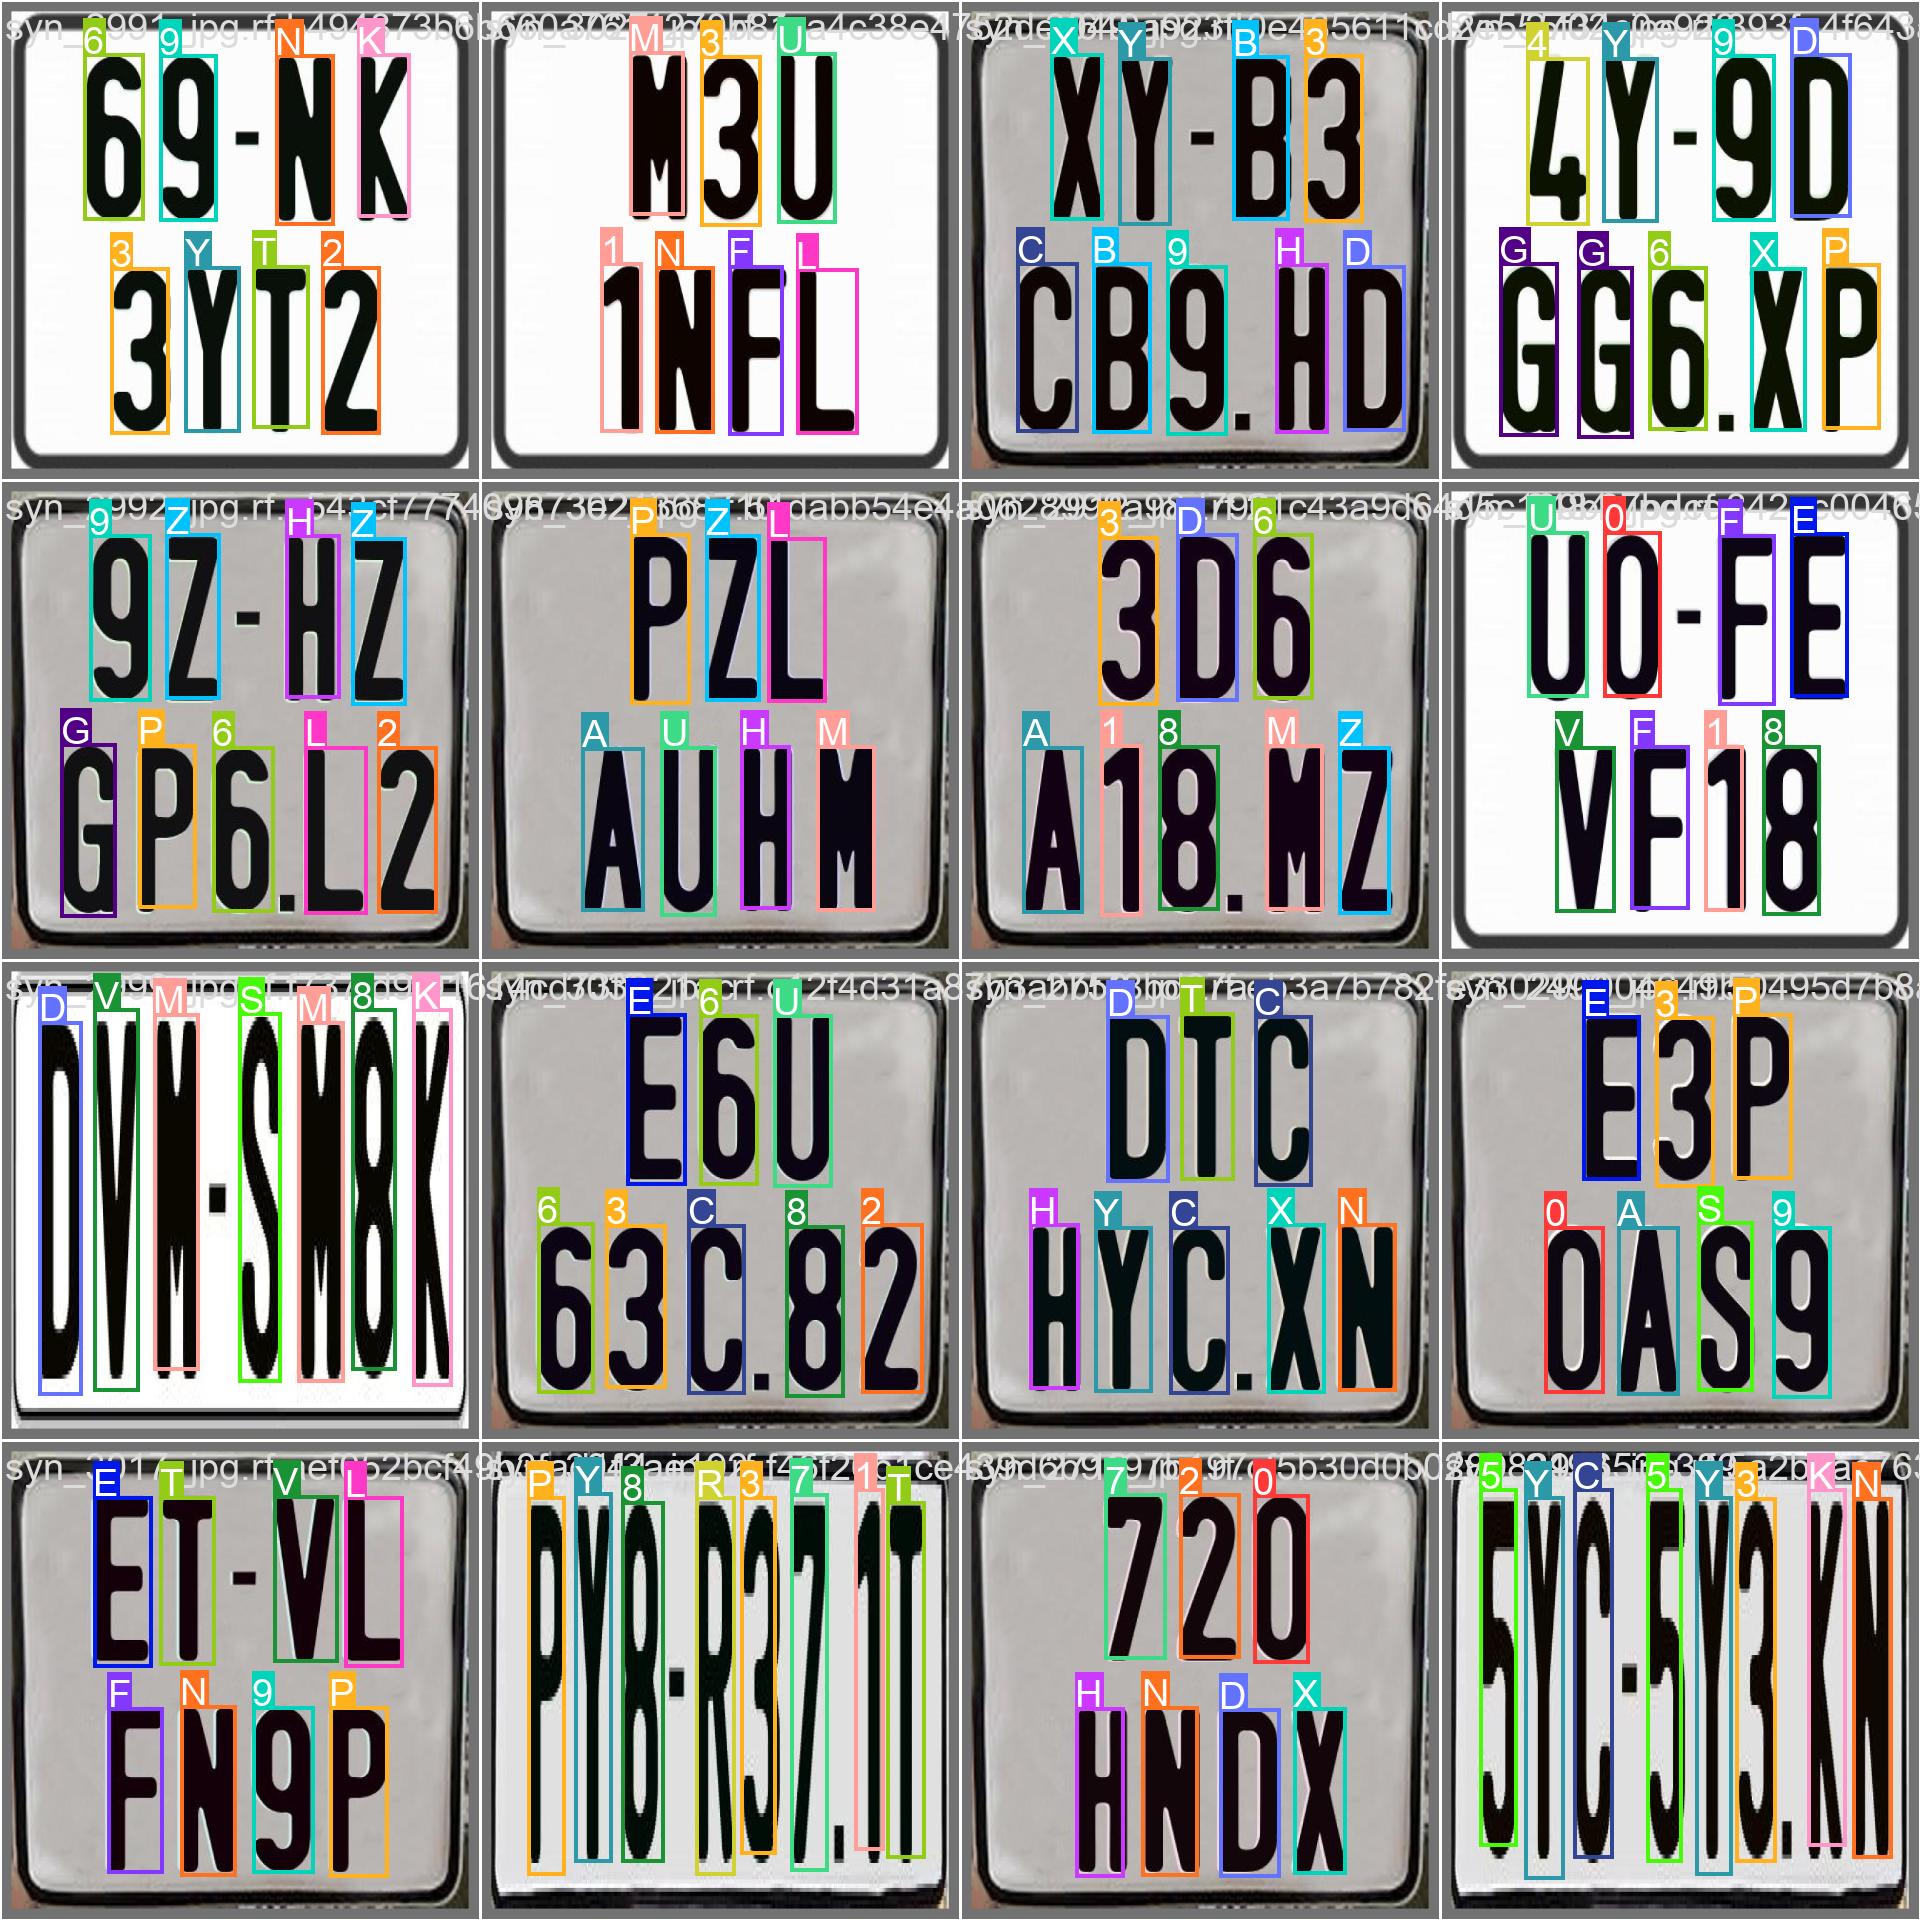 69-NK
3YT2
M3U
1NFL
XY-B3
CB9.HD
4Y-9D
GG6.XP
9Z-HZ
GP6.L2
PZL
AUHM
3D6
A18.MZ
U0-FE
VF18
DVM-SM8K
E6U
63C.82
DTC
HYC.XN
E3P
0AS9
ET-VL
FN9P
PY8-R37.1T
720
HNDX
5YC-5Y3.KN